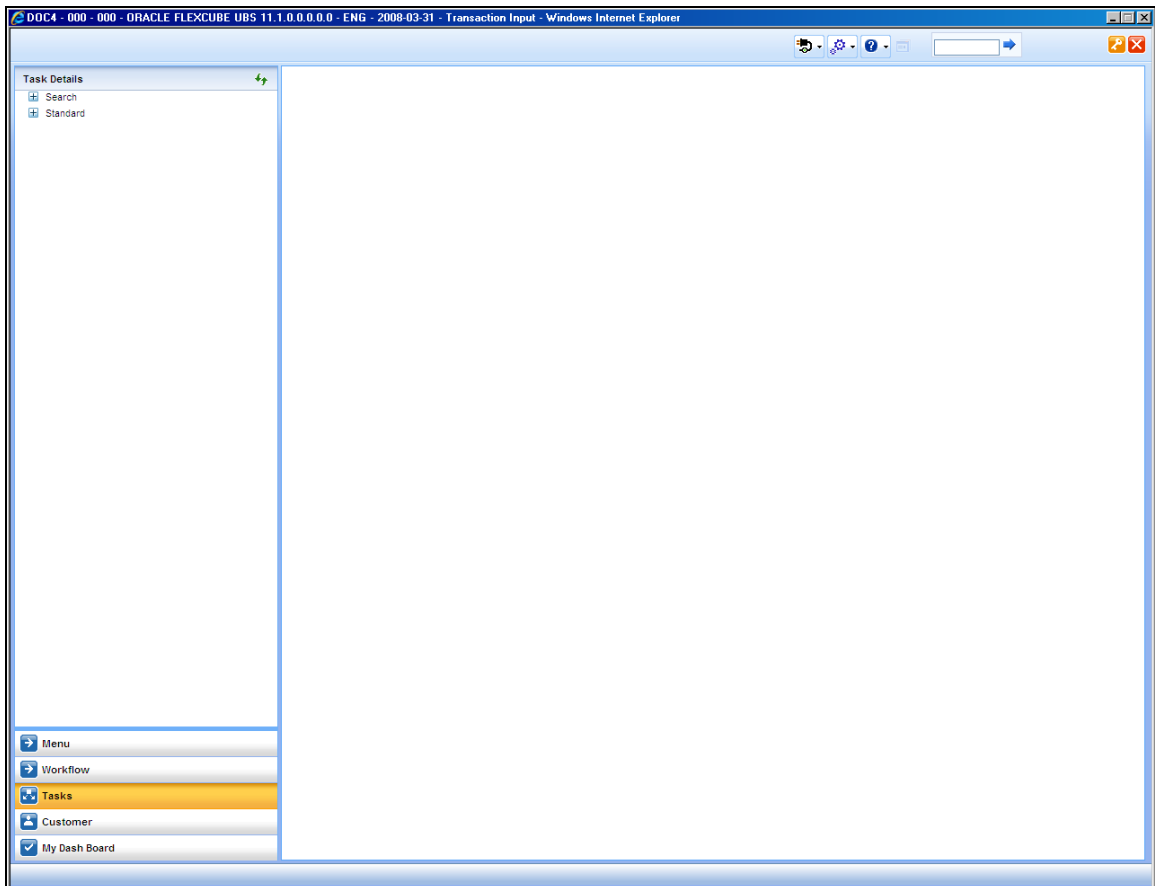 DOC4 - 000 - 000 - ORACLE FLEXCUBE UBS 11.1.0.0.0.0.0 - ENG - 2008-03-31 - Transaction Input - Windows Internet Explorer
Task Details
Search
Standard
Menu
Workflow
Tasks
Customer
My Dash Board